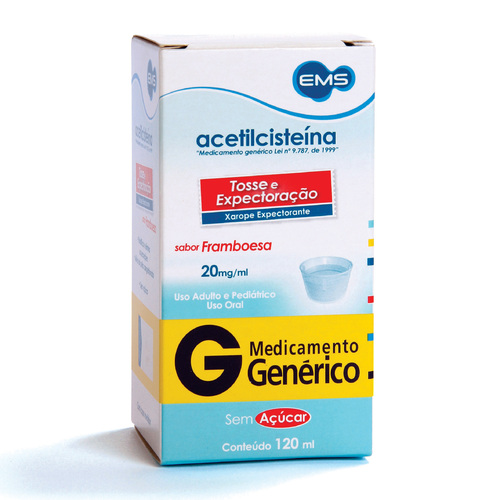 EMS
acetilcisteína
"Medicamento genérico Lei nº 9.787, de 1999"
Tosse e
Expectoração
Xarope Expectorante
sabor Framboesa
20mg/ml
Uso Adulto e Pediátrico
Uso Oral
G Medicamento
Genérico
Sem Açúcar
Conteúdo 120 ml